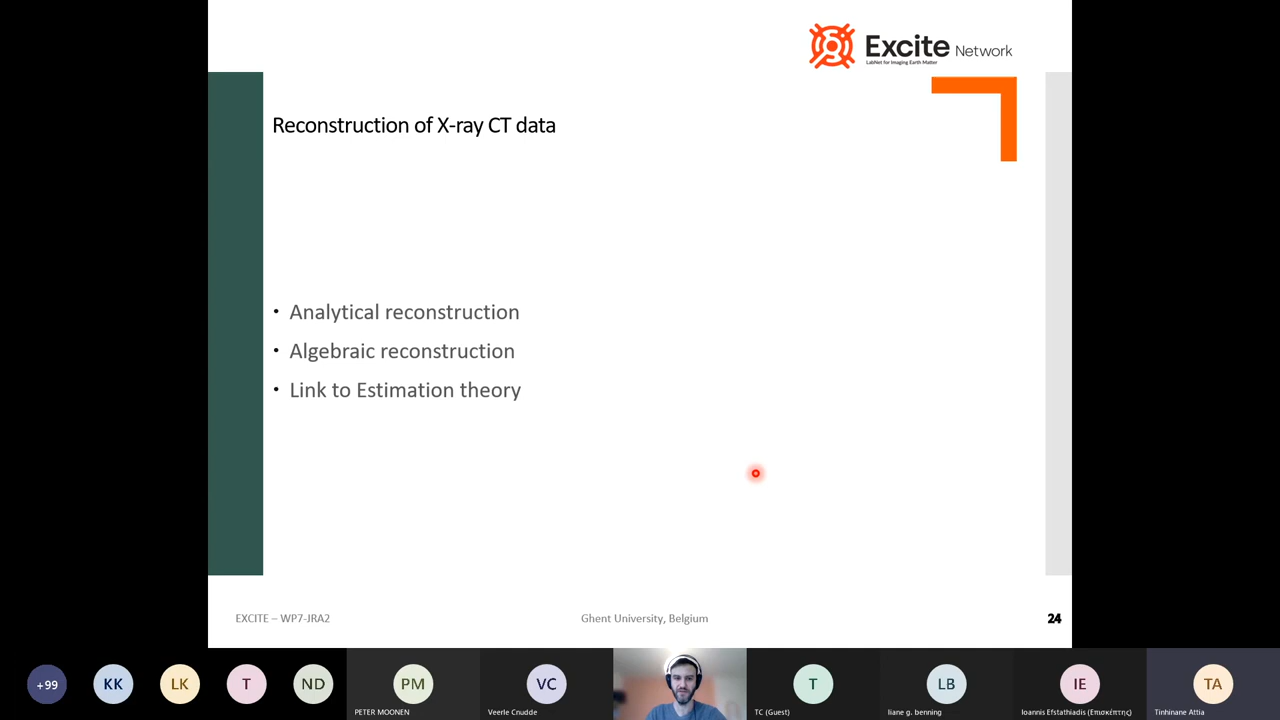 Excite Network
LabNet for Imaging Earth Matter
Reconstruction of X-ray CT data
• Analytical reconstruction
• Algebraic reconstruction
• Link to Estimation theory
EXCITE – WP7-JRA2
Ghent University, Belgium
24
+99
KK
LK
T
ND
PM
PETER MOONEN
VC
Veerle Cnudde
T
TC (Guest)
LB
liane g. benning
IE
Ioannis Efstathiadis (Επισκέπτης)
TA
Tinhinane Attia